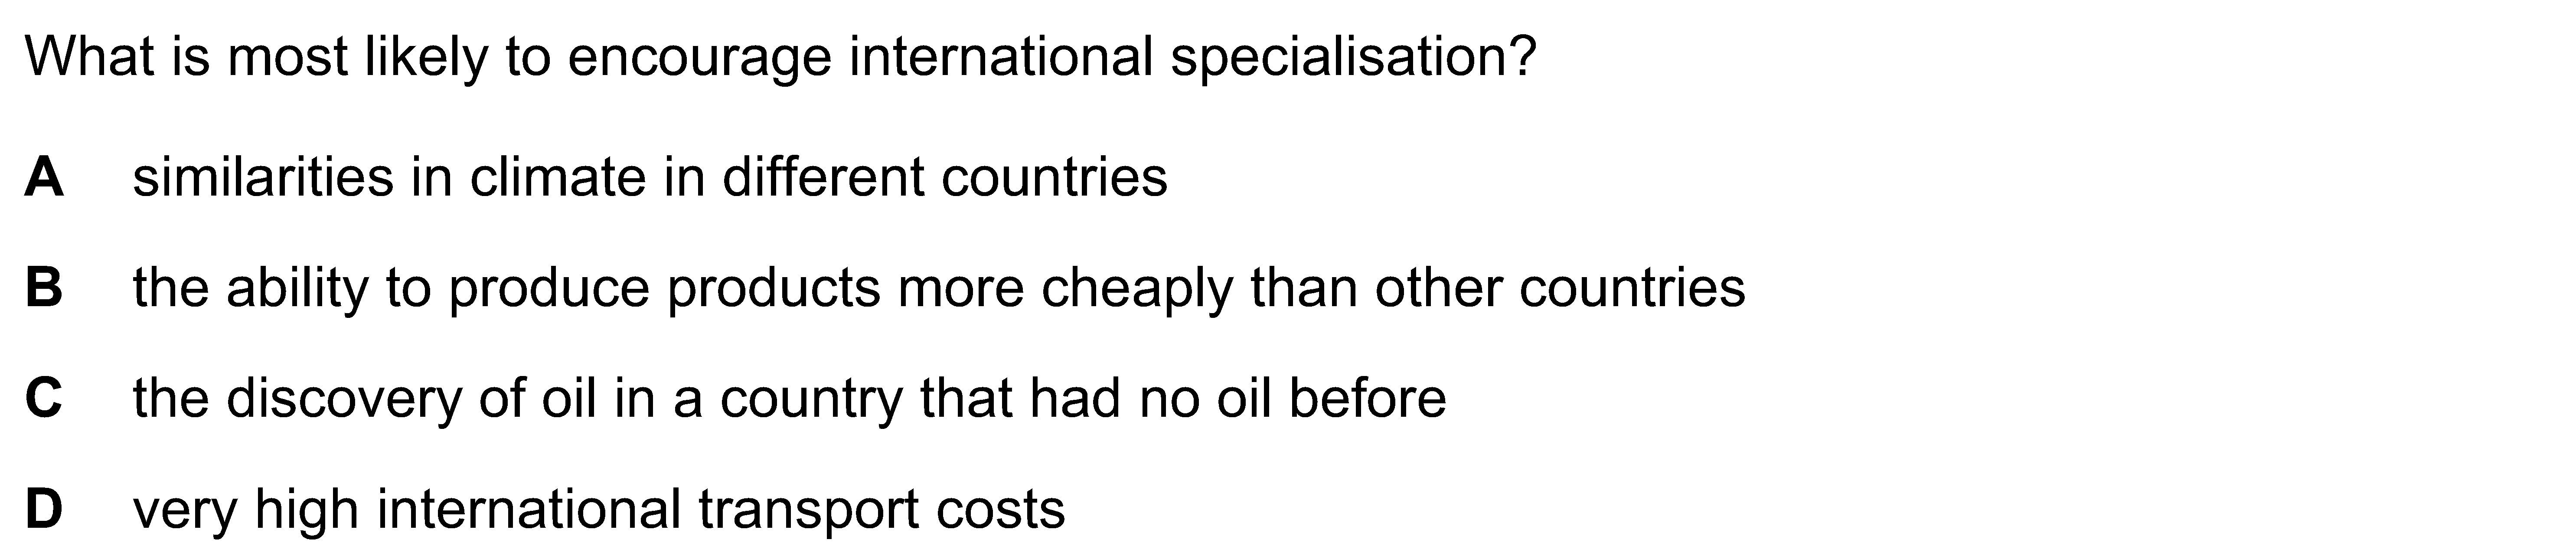 What is most likely to encourage international specialisation?
A similarities in climate in different countries
B the ability to produce products more cheaply than other countries
C the discovery of oil in a country that had no oil before
D very high international transport costs